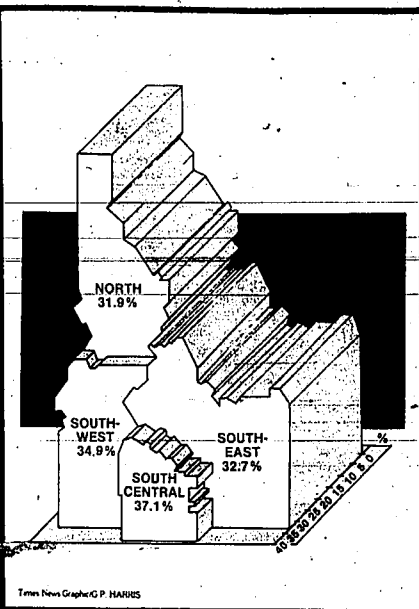 NORTH
31.9%
SOUTH-
WEST
34.9%
SOUTH-
EAST
32.7%
SOUTH
CENTRAL
37.1%
%
40 35 30 25 20 15 10 5 0
Times News Graphic/G P. HARRIS